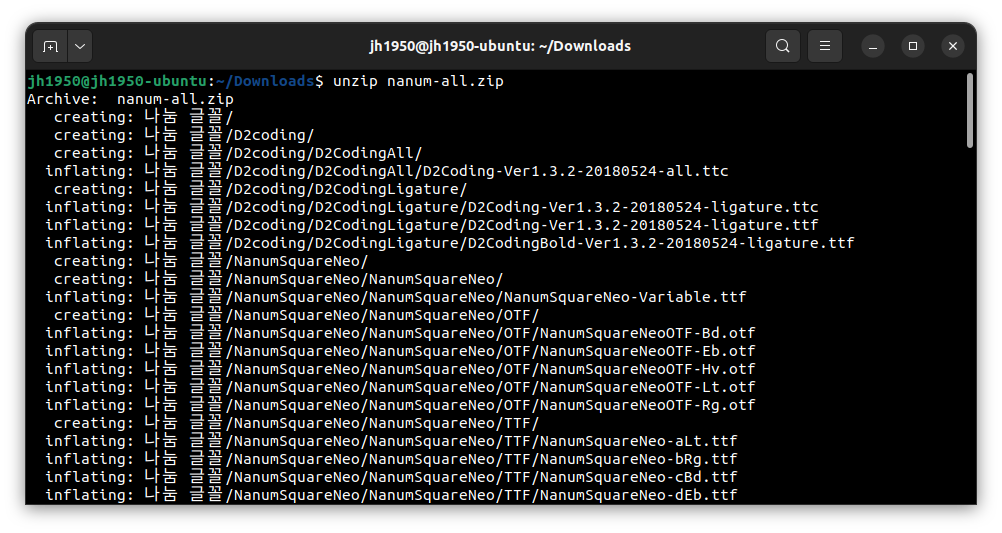 jh1950@jh1950-ubuntu: ~/Downloads
jh1950@jh1950-ubuntu:~/Downloads$ unzip nanum-all.zip
Archive:  nanum-all.zip
   creating: 나눔 글꼴/
   creating: 나눔 글꼴/D2coding/
   creating: 나눔 글꼴/D2coding/D2CodingAll/
  inflating: 나눔 글꼴/D2coding/D2CodingAll/D2Coding-Ver1.3.2-20180524-all.ttc
   creating: 나눔 글꼴/D2coding/D2CodingLigature/
  inflating: 나눔 글꼴/D2coding/D2CodingLigature/D2Coding-Ver1.3.2-20180524-ligature.ttc
  inflating: 나눔 글꼴/D2coding/D2CodingLigature/D2Coding-Ver1.3.2-20180524-ligature.ttf
  inflating: 나눔 글꼴/D2coding/D2CodingLigature/D2CodingBold-Ver1.3.2-20180524-ligature.ttf
   creating: 나눔 글꼴/NanumSquareNeo/
   creating: 나눔 글꼴/NanumSquareNeo/NanumSquareNeo/
  inflating: 나눔 글꼴/NanumSquareNeo/NanumSquareNeo/NanumSquareNeo-Variable.ttf
   creating: 나눔 글꼴/NanumSquareNeo/NanumSquareNeo/OTF/
  inflating: 나눔 글꼴/NanumSquareNeo/NanumSquareNeo/OTF/NanumSquareNeoOTF-Bd.otf
  inflating: 나눔 글꼴/NanumSquareNeo/NanumSquareNeo/OTF/NanumSquareNeoOTF-Eb.otf
  inflating: 나눔 글꼴/NanumSquareNeo/NanumSquareNeo/OTF/NanumSquareNeoOTF-Hv.otf
  inflating: 나눔 글꼴/NanumSquareNeo/NanumSquareNeo/OTF/NanumSquareNeoOTF-Lt.otf
  inflating: 나눔 글꼴/NanumSquareNeo/NanumSquareNeo/OTF/NanumSquareNeoOTF-Rg.otf
   creating: 나눔 글꼴/NanumSquareNeo/NanumSquareNeo/TTF/
  inflating: 나눔 글꼴/NanumSquareNeo/NanumSquareNeo/TTF/NanumSquareNeo-aLt.ttf
  inflating: 나눔 글꼴/NanumSquareNeo/NanumSquareNeo/TTF/NanumSquareNeo-bRg.ttf
  inflating: 나눔 글꼴/NanumSquareNeo/NanumSquareNeo/TTF/NanumSquareNeo-cBd.ttf
  inflating: 나눔 글꼴/NanumSquareNeo/NanumSquareNeo/TTF/NanumSquareNeo-dEb.ttf